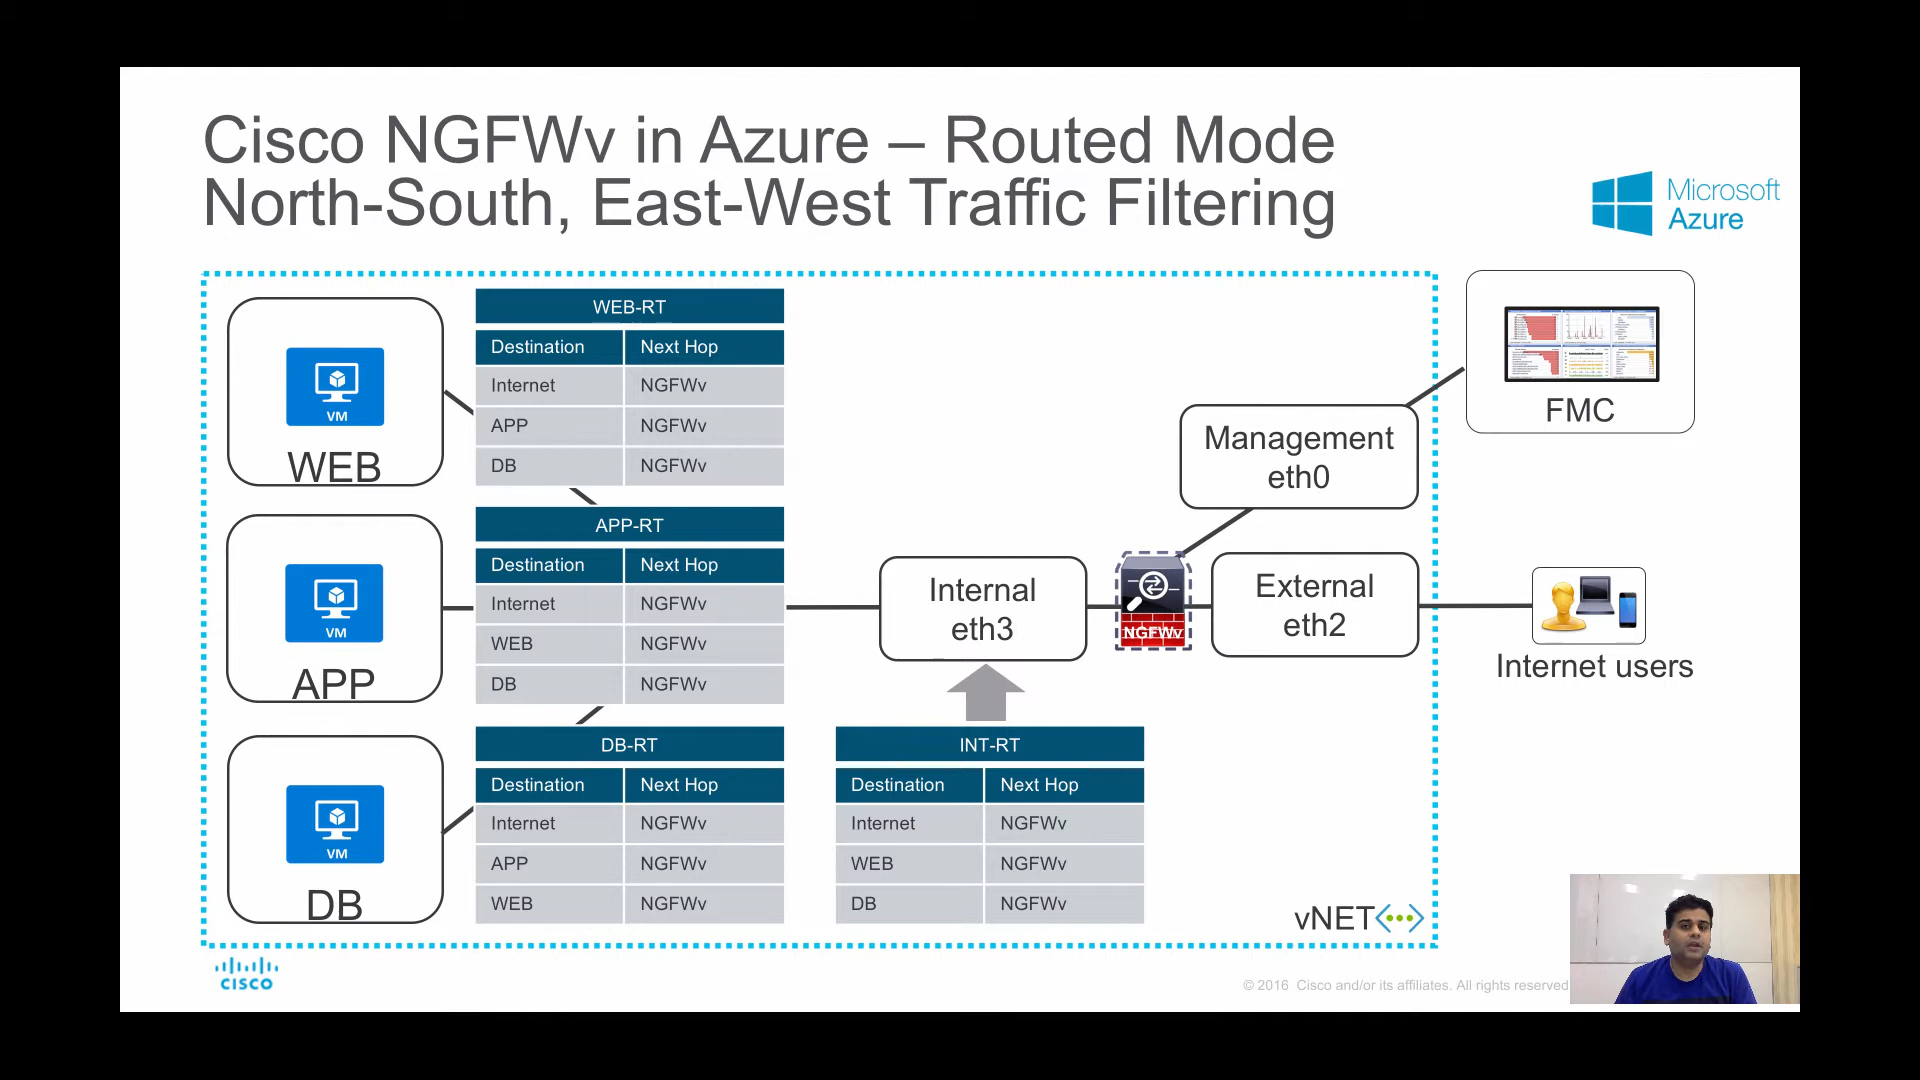 Cisco NGFWv in Azure – Routed Mode
North-South, East-West Traffic Filtering
Microsoft
Azure
WEB-RT
Destination Next Hop
Internet NGFWv
APP NGFWv
DB NGFWv
VM
WEB
APP-RT
Destination Next Hop
Internet NGFWv
WEB NGFWv
DB NGFWv
VM
APP
DB-RT
Destination Next Hop
Internet NGFWv
APP NGFWv
WEB NGFWv
VM
DB
Internal
eth3
INT-RT
Destination Next Hop
Internet NGFWv
WEB NGFWv
DB NGFWv
NGFWv
Management
eth0
External
eth2
FMC
Internet users
vNET
CISCO
© 2016 Cisco and/or its affiliates. All rights reserved